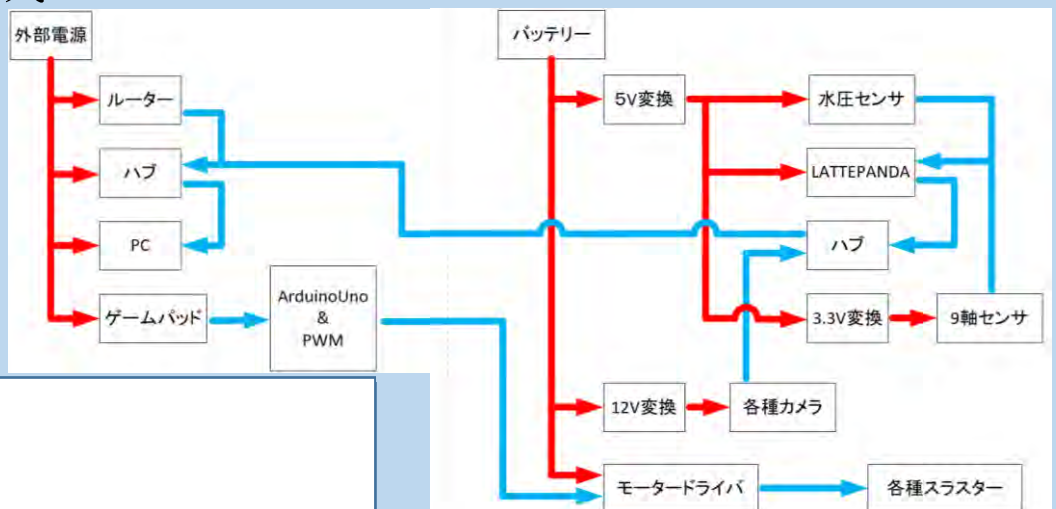 外部電源
ルーター
ハブ
PC
ゲームパッド
ArduinoUno
&
PWM
バッテリー
5V変換
水圧センサ
LATTEPANDA
ハブ
3.3V変換
9軸センサ
12V変換
各種カメラ
モータードライバ
各種スラスター